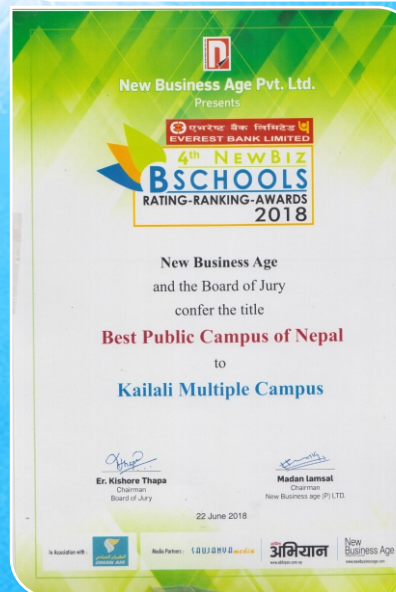 New Business Age Pvt. Ltd.
Presents
एभरेष्ट बैंक लिमिटेड
EVEREST BANK LIMITED
4th NEWBIZ
BSCHOOLS
RATING-RANKING-AWARDS
2018
New Business Age
and the Board of Jury
confer the title
Best Public Campus of Nepal
to
Kailali Multiple Campus
Er. Kishore Thapa
Chairman
Board of Jury
Madan lamsal
Chairman
New Business age (P) LTD.
22 June 2018
In Association with:
OMAN AIR
Media Partners:
SAUJANYA
अभियान
New
Business Age